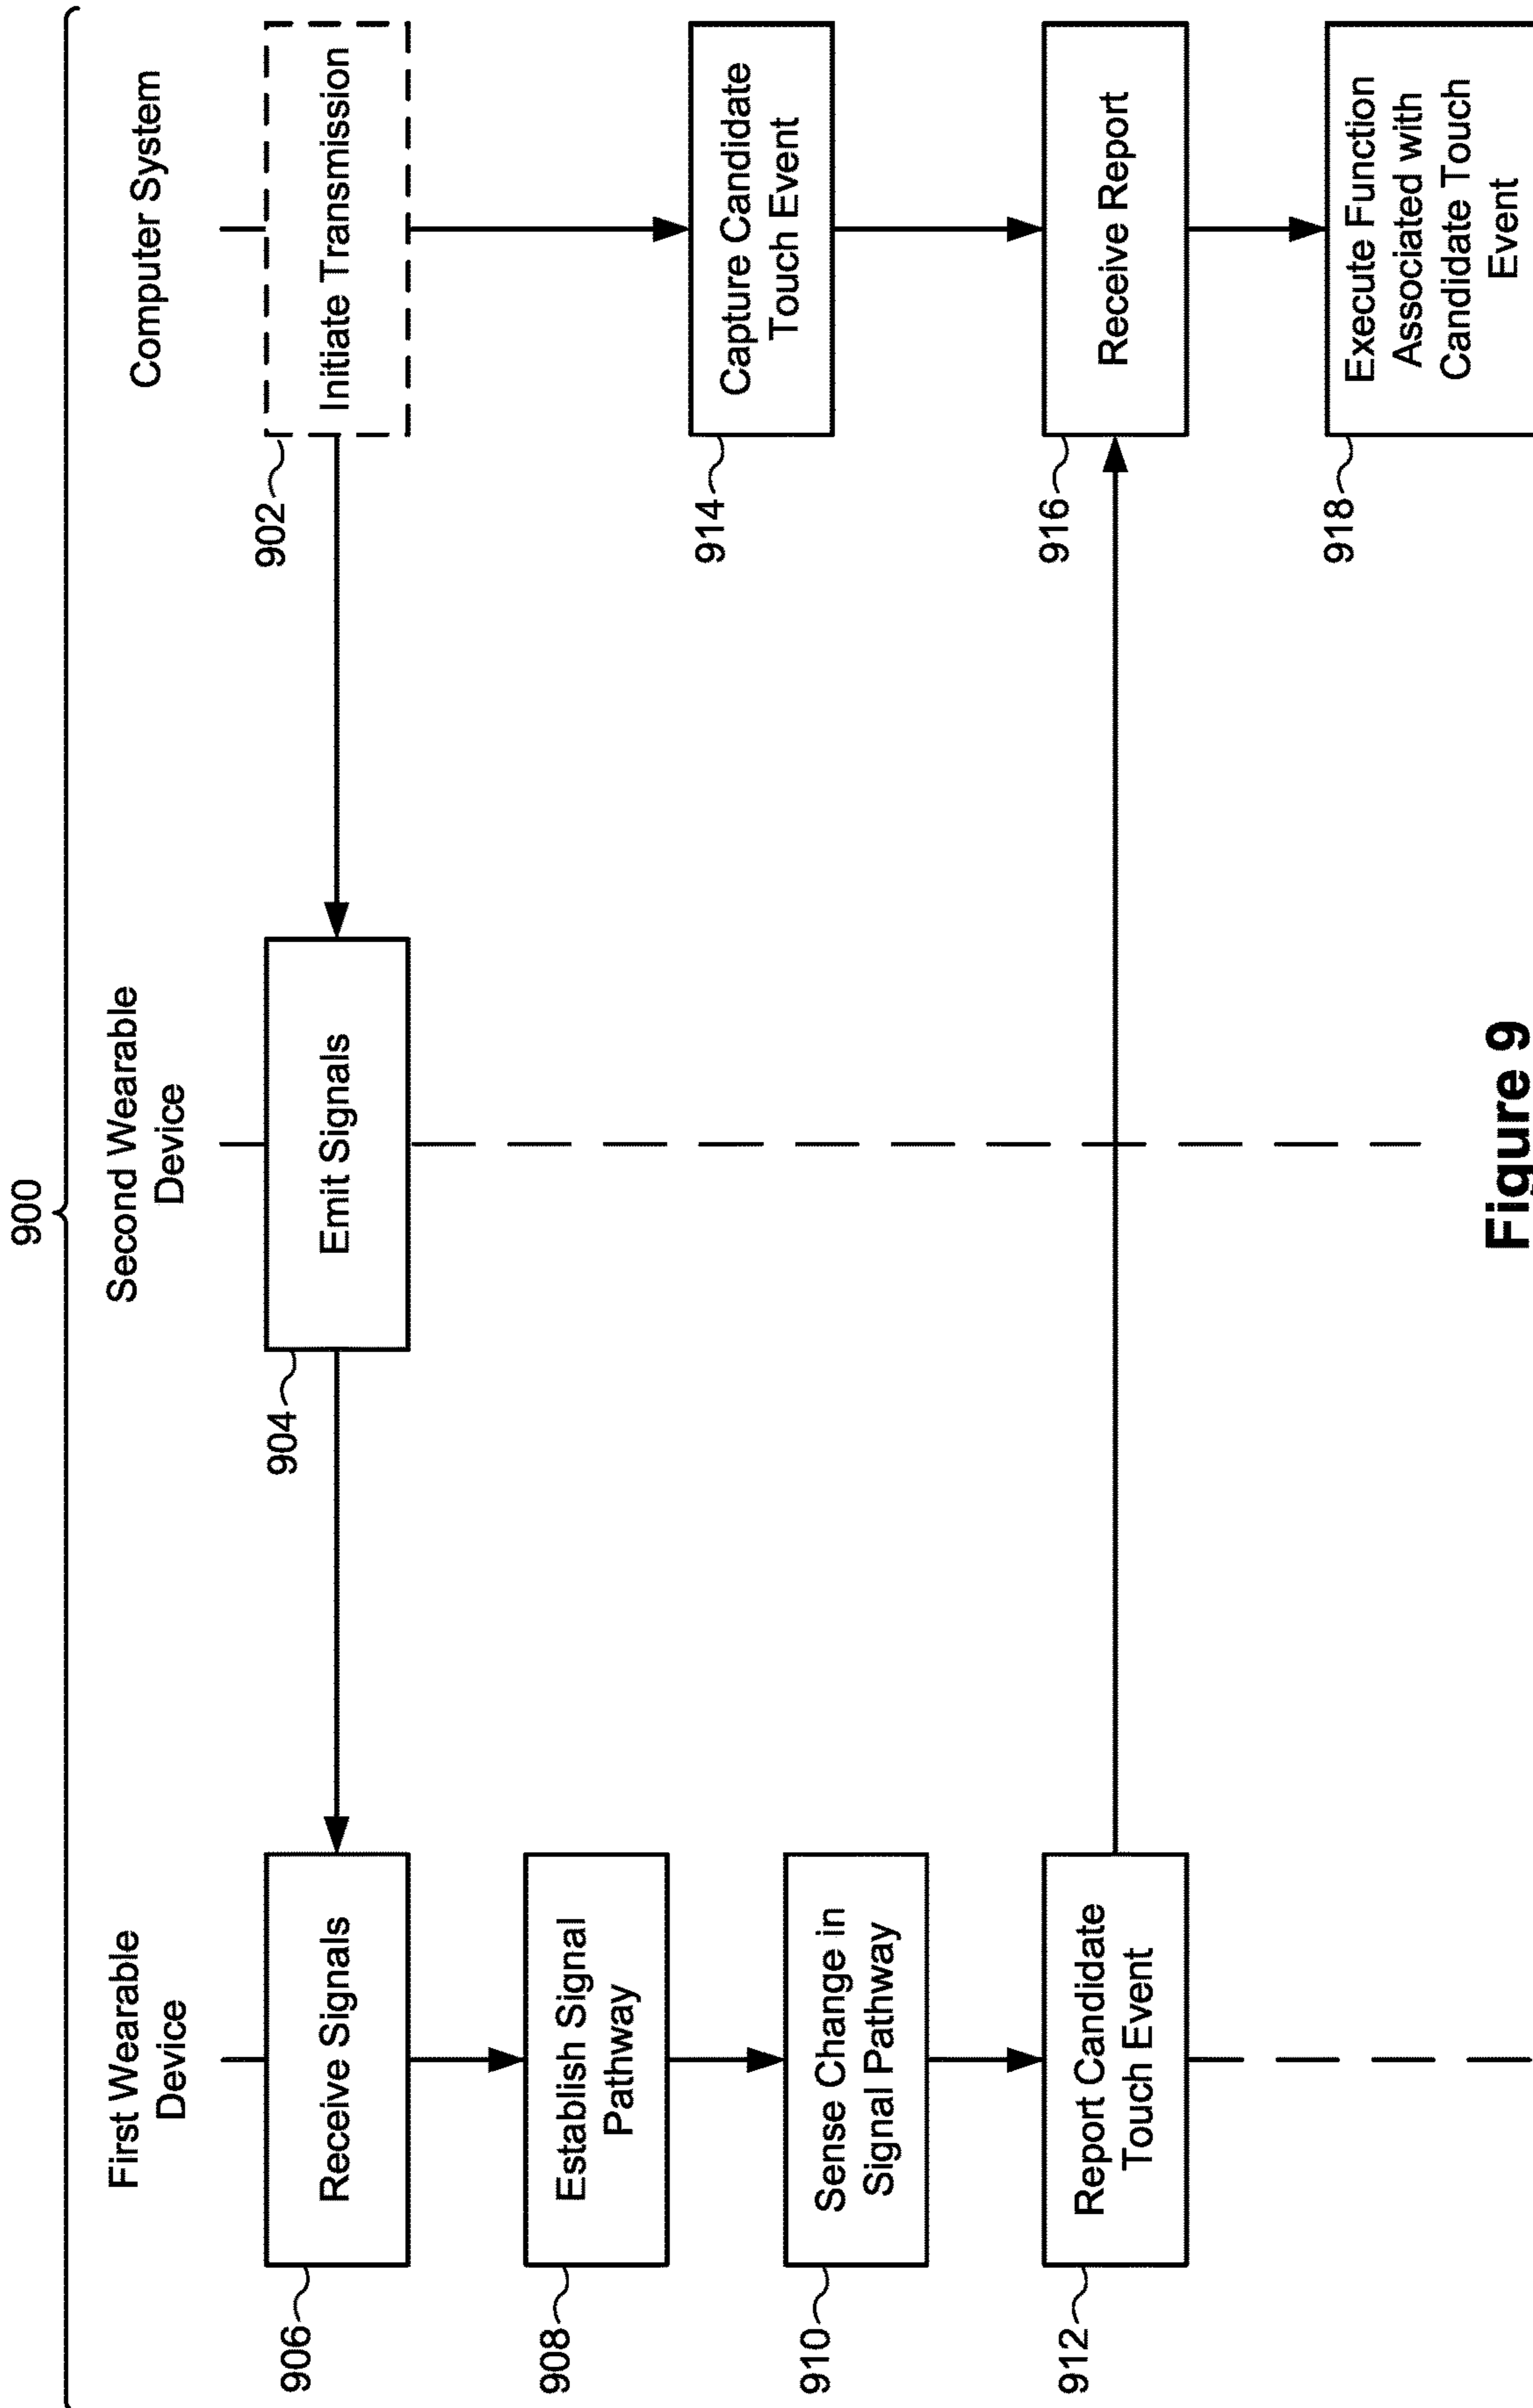 900
First Wearable
Device
Second Wearable
Device
Computer System
906
Receive Signals
904
Emit Signals
902
Initiate Transmission
908
Establish Signal
Pathway
910
Sense Change in
Signal Pathway
914
Capture Candidate
Touch Event
912
Report Candidate
Touch Event
916
Receive Report
918
Execute Function
Associated with
Candidate Touch
Event
Figure 9